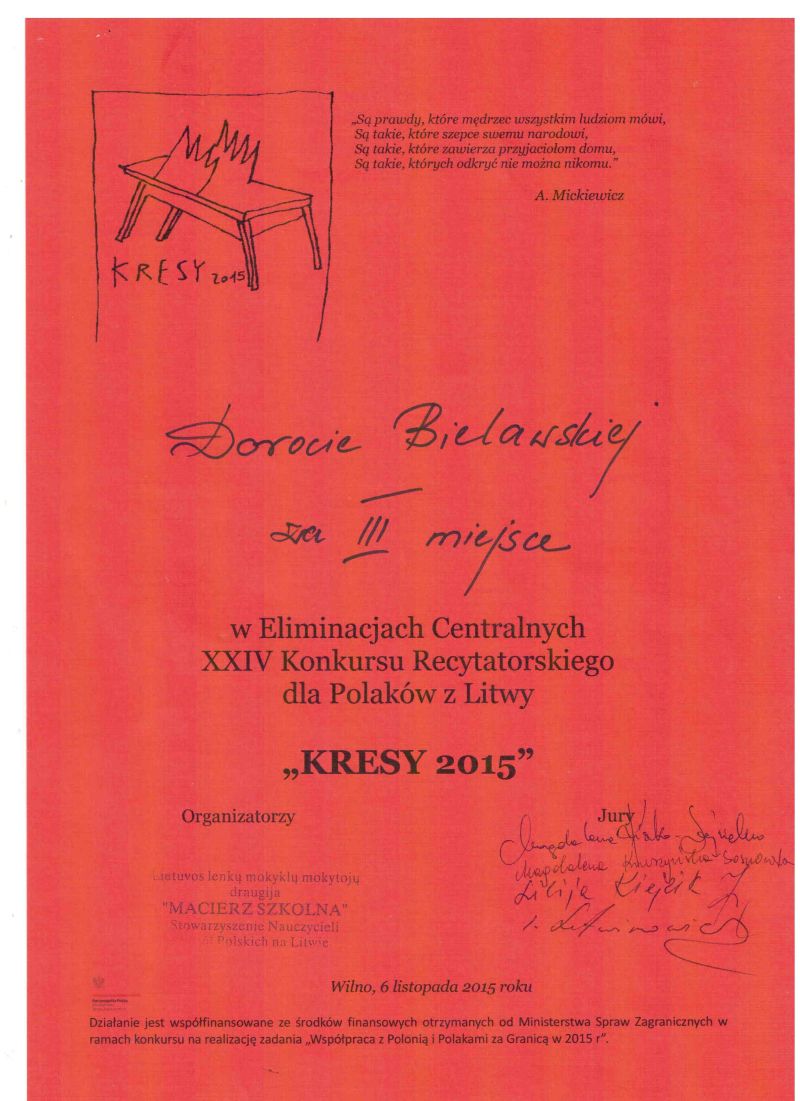 „Są prawdy, które mędrzec wszystkim ludziom mówi,
Są takie, które szepce swemu narodowi,
Są takie, które zawierza przyjaciołom domu,
Są takie, których odkryć nie można nikomu."
A. Mickiewicz
KRESY 2015
Dorocie Bielawskiej
za III miejsce
w Eliminacjach Centralnych
XXIV Konkursu Recytatorskiego
dla Polaków z Litwy
„KRESY 2015”
Organizatorzy
Jury
Magdalena
Magdalena
Lilija Kiejzik
Lietuvos lenkų mokyklų mokytojų
draugija
"MACIERZ SZKOLNA"
Stowarzyszenie Nauczycieli
Polskich na Litwie
Wilno, 6 listopada 2015 roku
Działanie jest współfinansowane ze środków finansowych otrzymanych od Ministerstwa Spraw Zagranicznych w
ramach konkursu na realizację zadania „Współpraca z Polonią i Polakami za Granicą w 2015 r”.